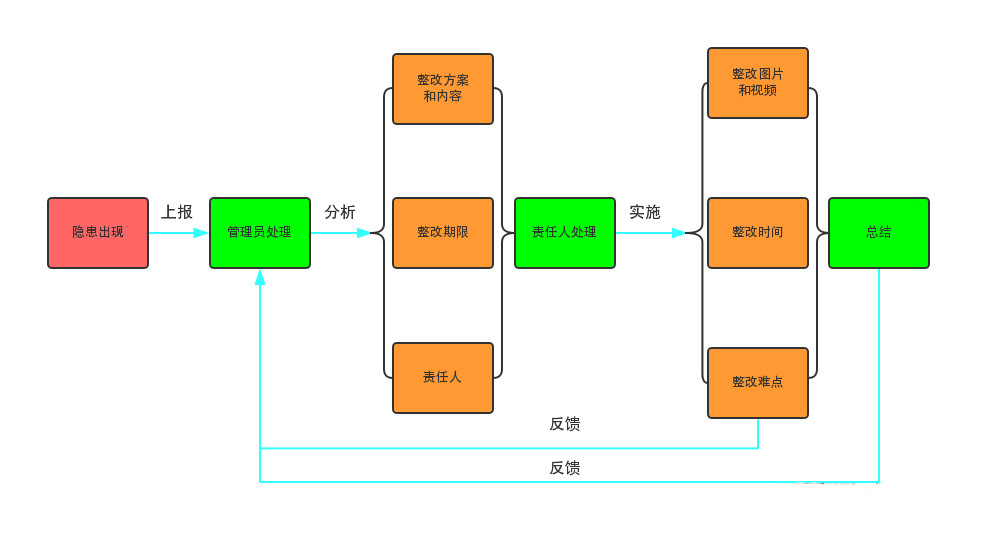 整改方案
和内容
整改图片
和视频
隐患出现
上报
管理员处理
分析
整改期限
责任人处理
实施
整改时间
总结
责任人
整改难点
反馈
反馈